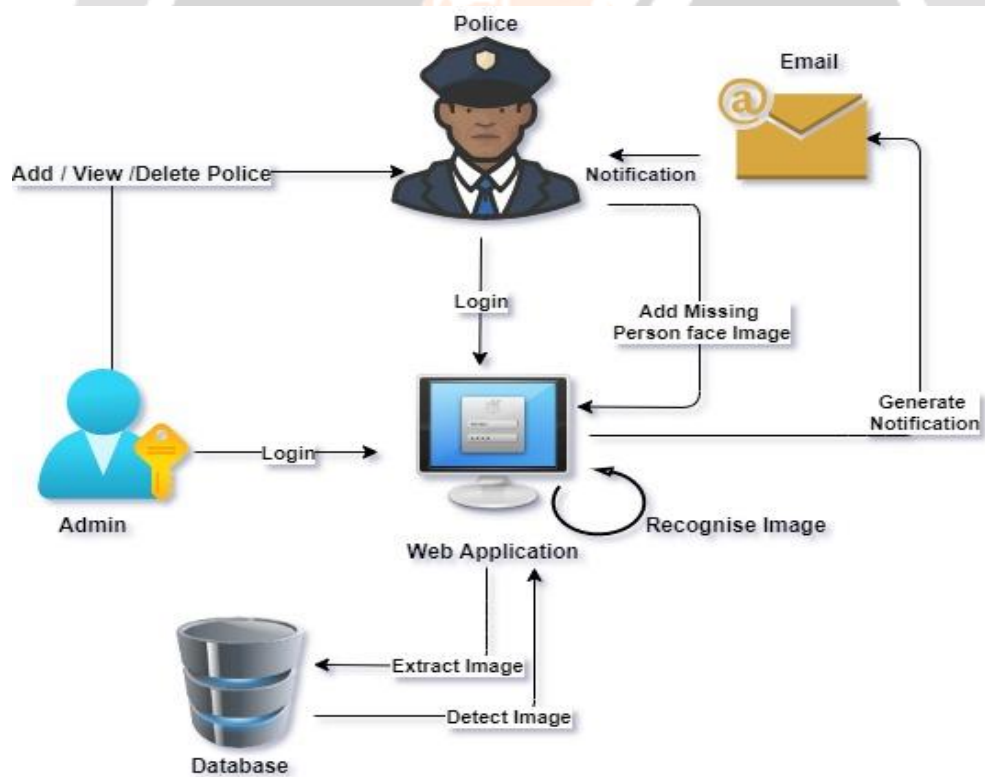 Police
Email
@
Add / View /Delete Police
Notification
Login
Add Missing
Person face Image
Generate
Notification
Login
Admin
Recognise Image
Web Application
Extract Image
Detect Image
Database